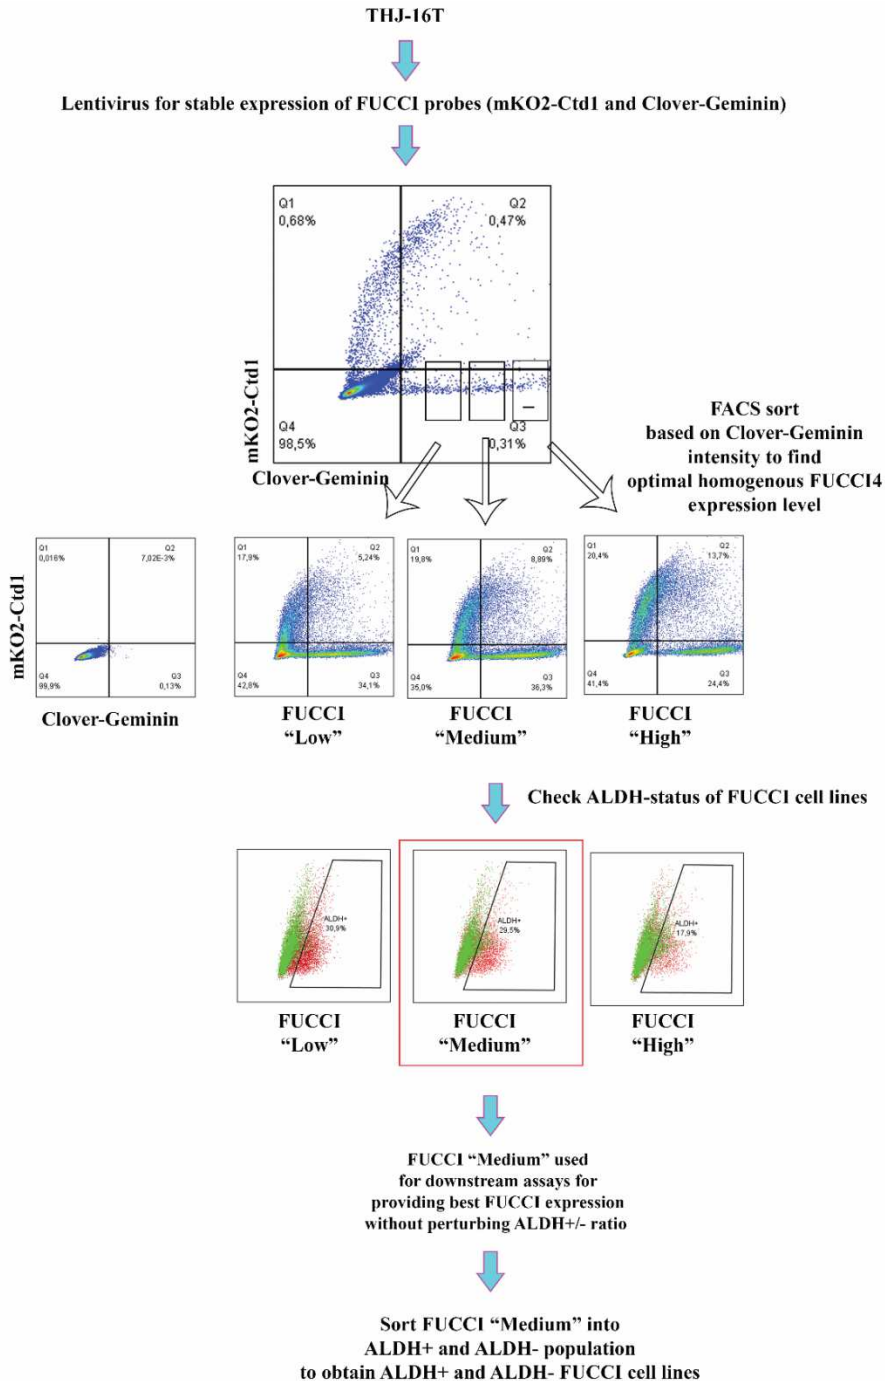 THJ-16T
Lentivirus for stable expression of FUCCI probes (mKO2-Ctd1 and Clover-Geminin)
Q1
0,68%
Q2
0,47%
Q4
98,5%
Q3
0,31%
mKO2-Ctd1
Clover-Geminin
FACS sort
based on Clover-Geminin
intensity to find
optimal homogenous FUCCI4
expression level
Q1
0,016%
Q2
7,02E-3%
Q4
99,9%
Q3
0,13%
mKO2-Ctd1
Clover-Geminin
Q1
17,9%
Q2
5,24%
Q4
42,8%
Q3
34,1%
FUCCI
“Low”
Q1
19,8%
Q2
8,89%
Q4
35,0%
Q3
36,3%
FUCCI
“Medium”
Q1
20,4%
Q2
13,7%
Q4
41,4%
Q3
24,4%
FUCCI
“High”
Check ALDH-status of FUCCI cell lines
ALDH+
30,9%
FUCCI
“Low”
ALDH+
29,5%
FUCCI
“Medium”
ALDH+
17,9%
FUCCI
“High”
FUCCI “Medium” used
for downstream assays for
providing best FUCCI expression
without perturbing ALDH+/- ratio
Sort FUCCI “Medium” into
ALDH+ and ALDH- population
to obtain ALDH+ and ALDH- FUCCI cell lines